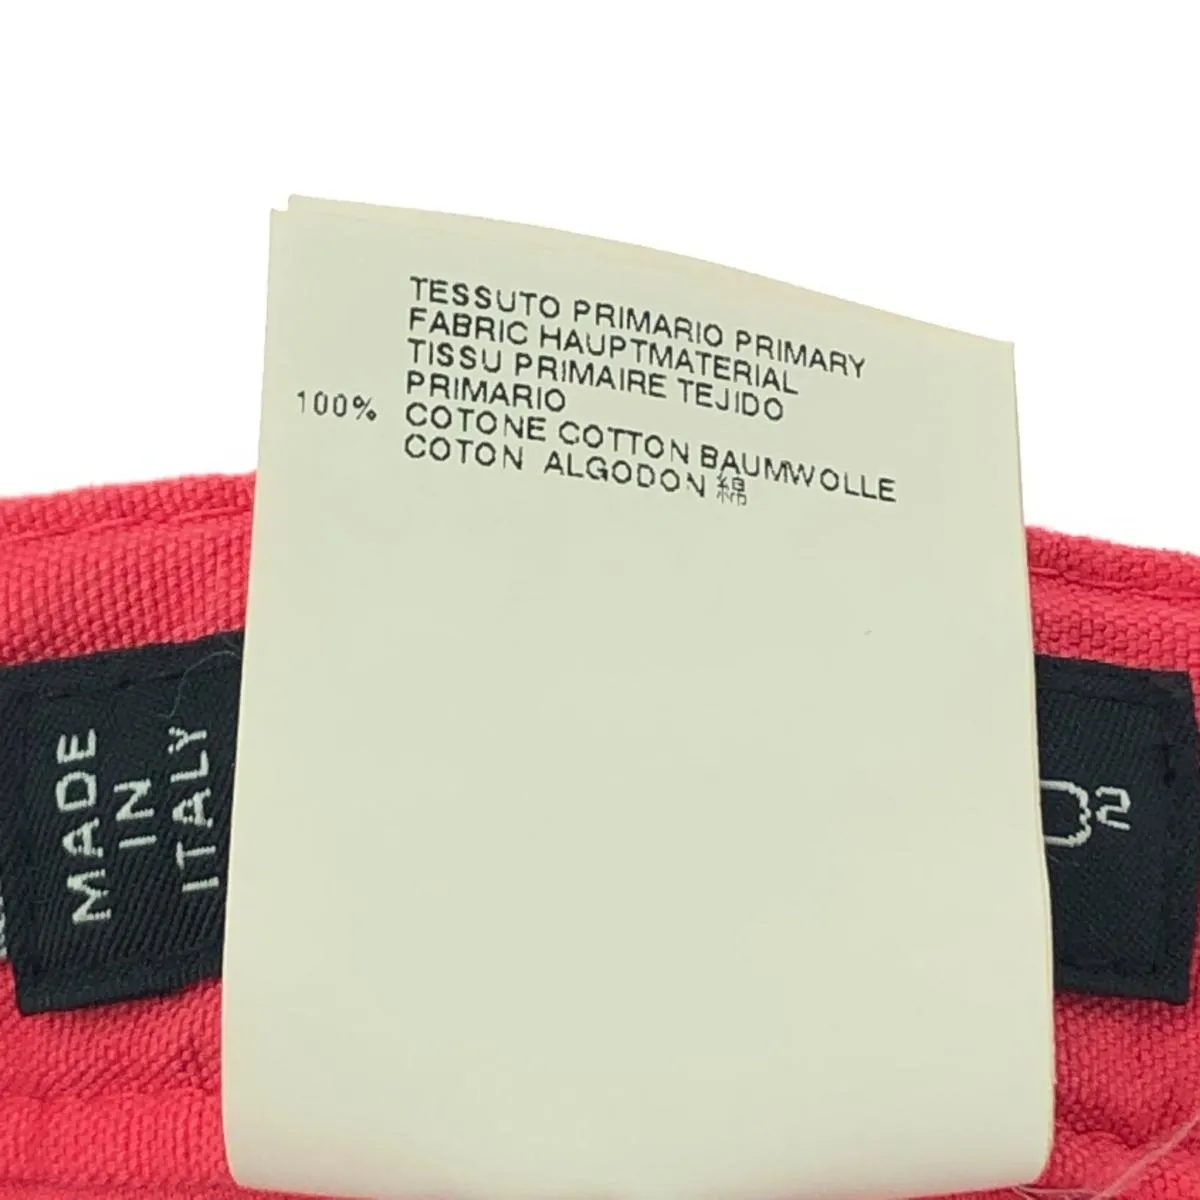 TESSUTO PRIMARIO PRIMARY
FABRIC HAUPTMATERIAL
TISSU PRIMAIRE TEJIDO
PRIMARIO
100% COTONE COTTON BAUMWOLLE
COTON ALGODON 綿
MADE
IN
ITALY
D2